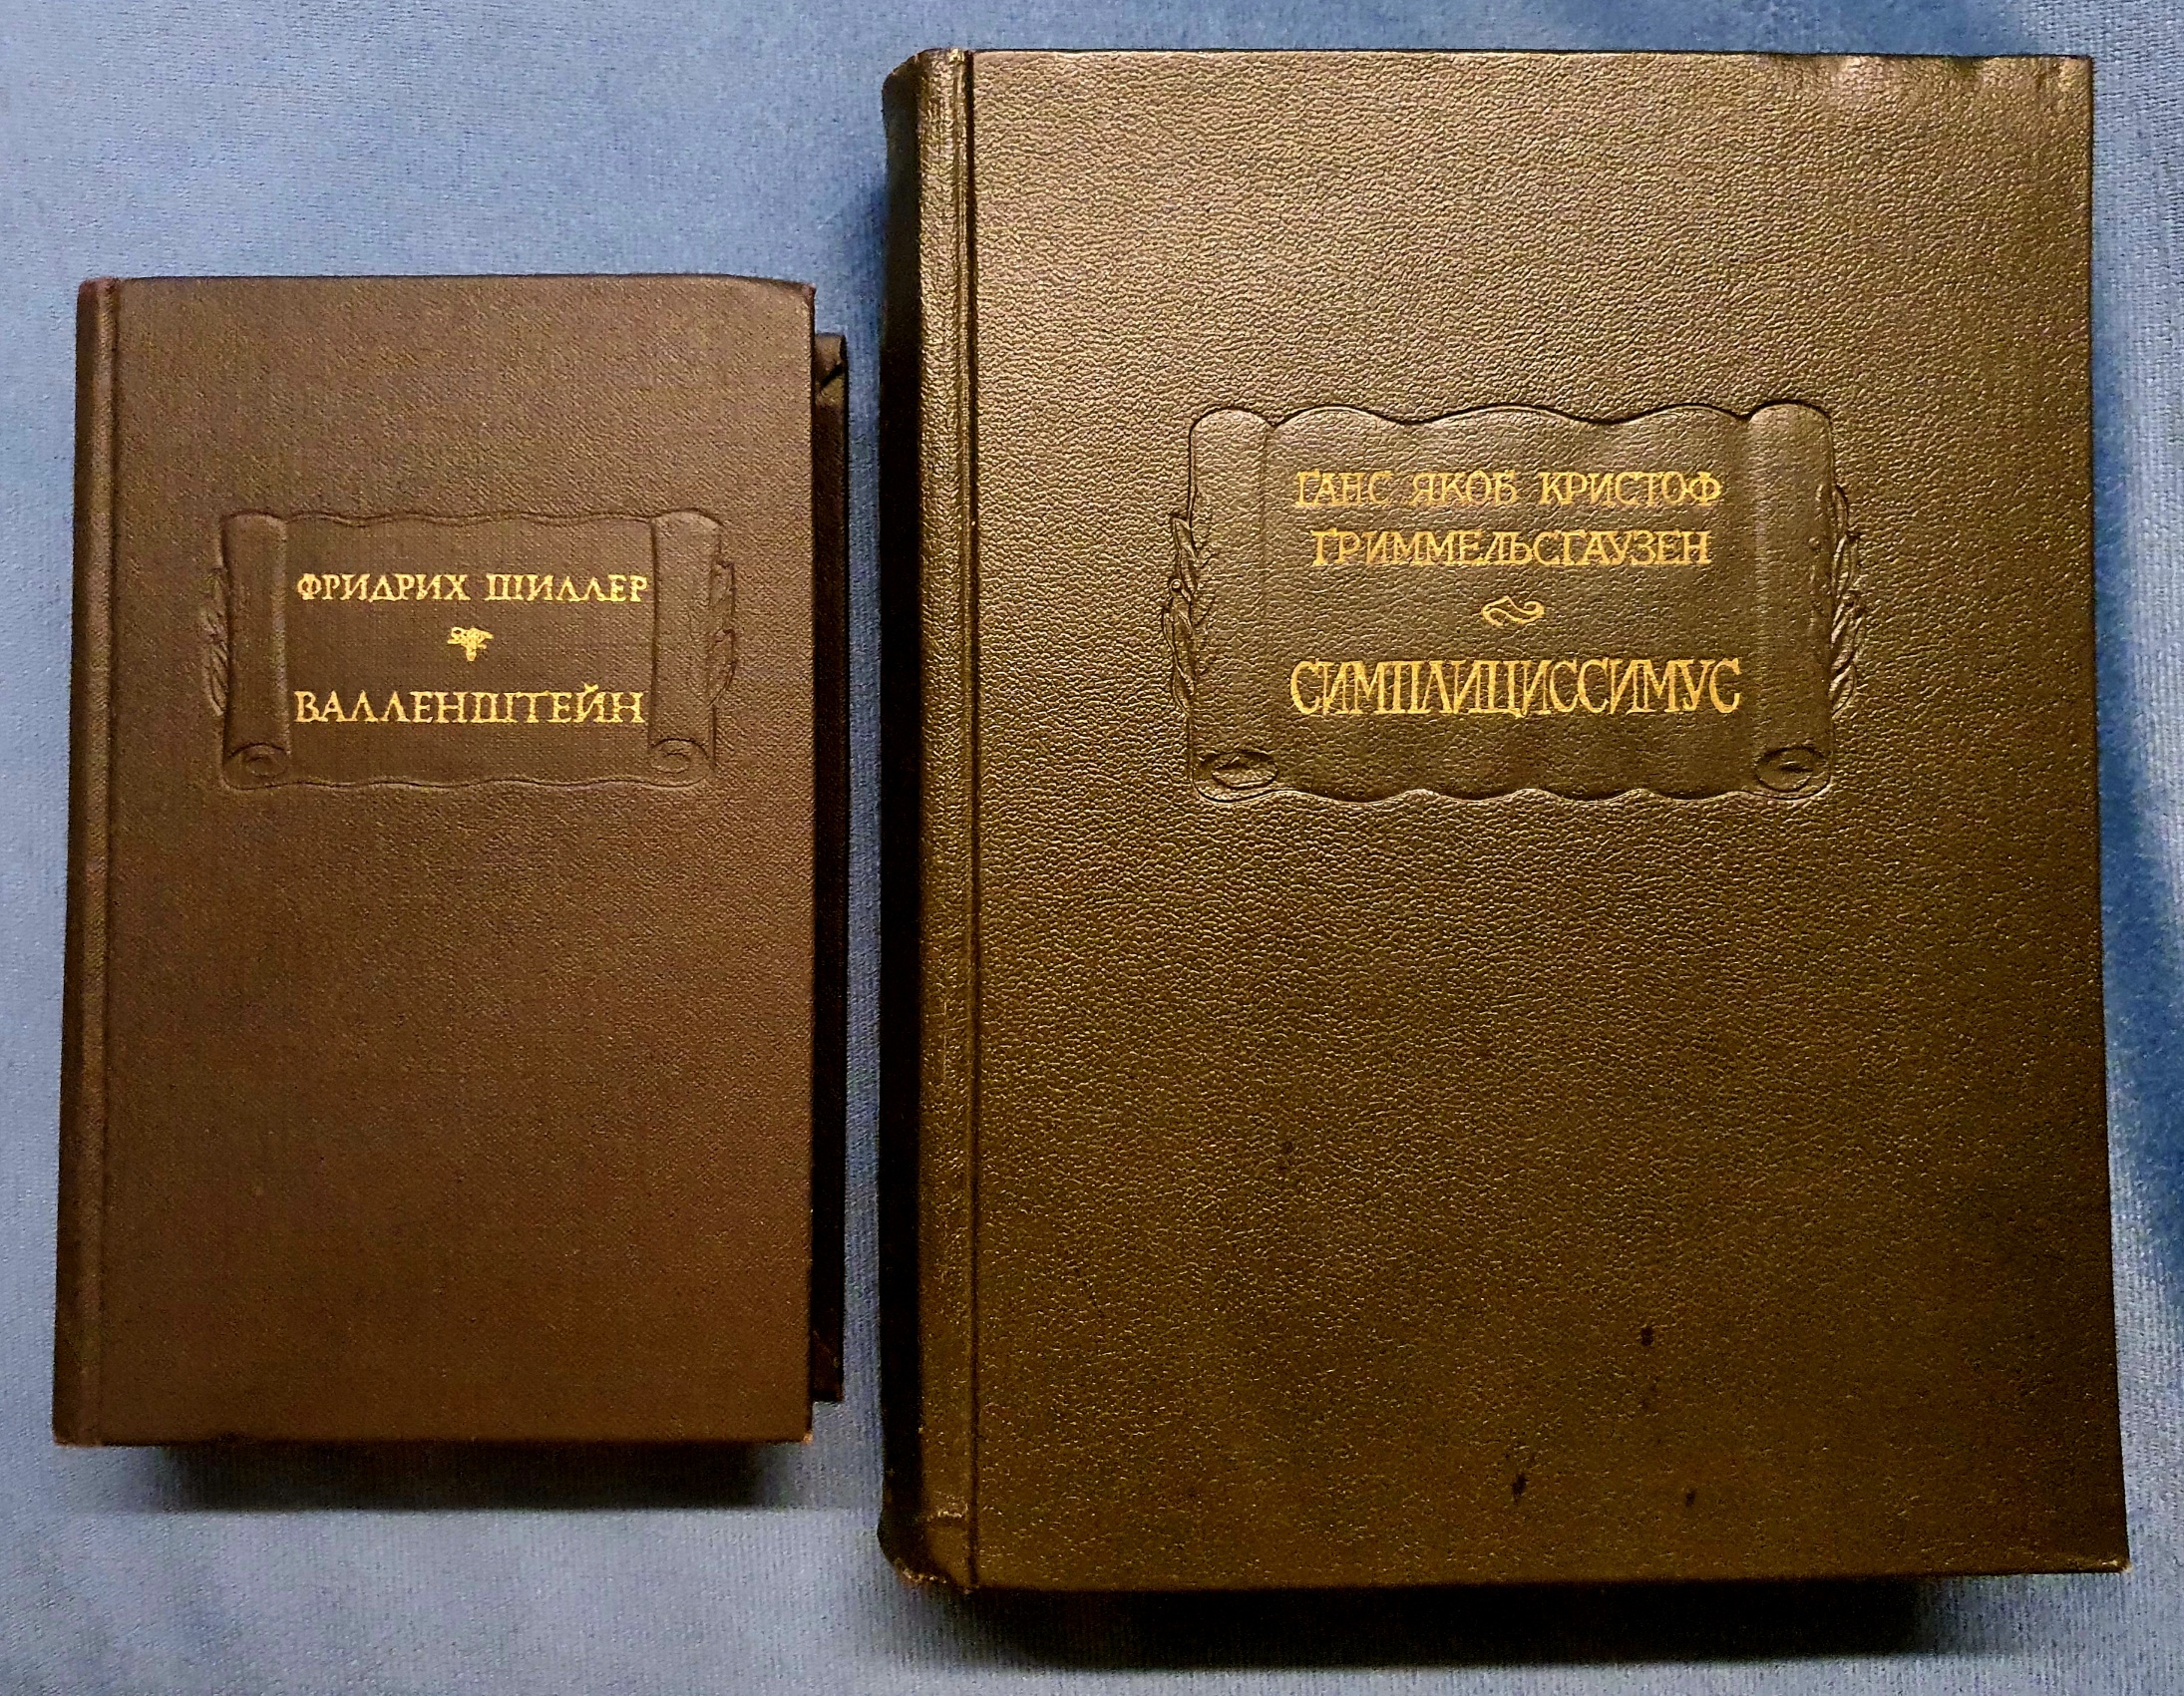 ФРИДРИХ ШИЛЛЕР
ВАЛЛЕНШТЕЙН
ГАНС ЯКОБ КРИСТОФ
ГРИММЕЛЬСГАУЗЕН
СИМПЛИЦИССИМУС